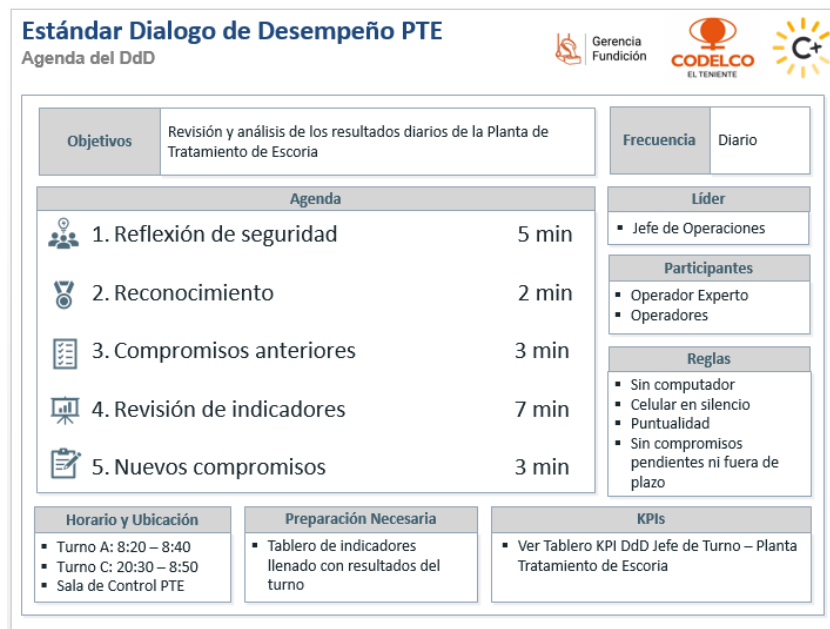 Estándar Dialogo de Desempeño PTE
Agenda del DdD
Gerencia
Fundición
CODELCO
EL TENIENTE
C+
Objetivos
Revisión y análisis de los resultados diarios de la Planta de
Tratamiento de Escoria
Frecuencia
Diario
Agenda
1. Reflexión de seguridad 5 min
2. Reconocimiento 2 min
3. Compromisos anteriores 3 min
4. Revisión de indicadores 7 min
5. Nuevos compromisos 3 min
Líder
▪ Jefe de Operaciones
Participantes
▪ Operador Experto
▪ Operadores
Reglas
▪ Sin computador
▪ Celular en silencio
▪ Puntualidad
▪ Sin compromisos
pendientes ni fuera de
plazo
Horario y Ubicación
▪ Turno A: 8:20 – 8:40
▪ Turno C: 20:30 – 8:50
▪ Sala de Control PTE
Preparación Necesaria
▪ Tablero de indicadores
llenado con resultados del
turno
KPIs
▪ Ver Tablero KPI DdD Jefe de Turno – Planta
Tratamiento de Escoria